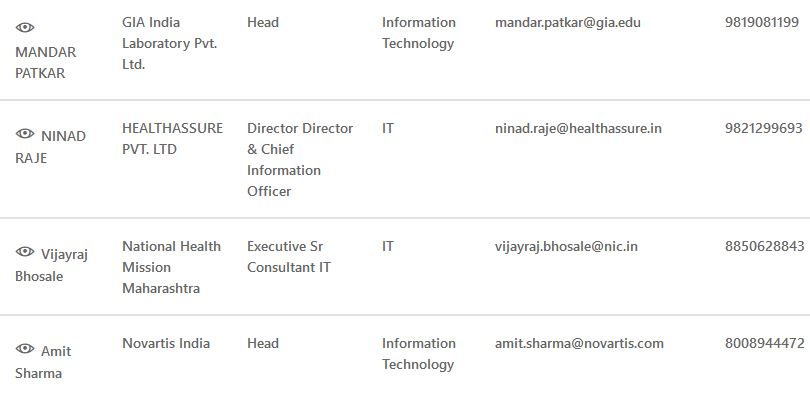 MANDAR PATKAR GIA India Laboratory Pvt. Ltd. Head Information Technology mandar.patkar@gia.edu 9819081199
NINAD RAJE HEALTHASSURE PVT. LTD Director Director & Chief Information Officer IT ninad.raje@healthassure.in 9821299693
Vijayraj Bhosale National Health Mission Maharashtra Executive Sr Consultant IT IT vijayraj.bhosale@nic.in 8850628843
Amit Sharma Novartis India Head Information Technology amit.sharma@novartis.com 8008944472